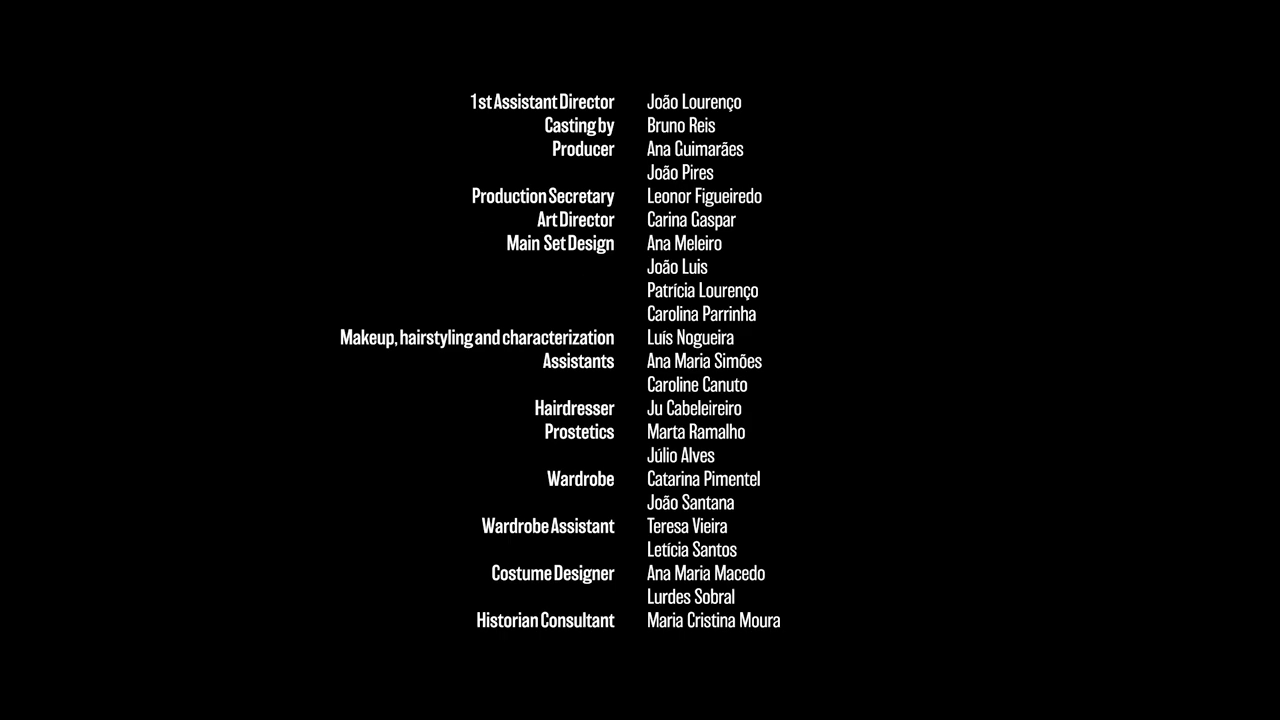 1st Assistant Director João Lourenço
Casting by Bruno Reis
Producer Ana Guimarães
João Pires
Production Secretary Leonor Figueiredo
Art Director Carina Gaspar
Main Set Design Ana Meleiro
João Luis
Patrícia Lourenço
Carolina Parrinha
Makeup, hairstyling and characterization Luís Nogueira
Assistants Ana Maria Simões
Caroline Canuto
Hairdresser Ju Cabeleireiro
Prostetics Marta Ramalho
Júlio Alves
Wardrobe Catarina Pimentel
João Santana
Wardrobe Assistant Teresa Vieira
Letícia Santos
Costume Designer Ana Maria Macedo
Lurdes Sobral
Historian Consultant Maria Cristina Moura